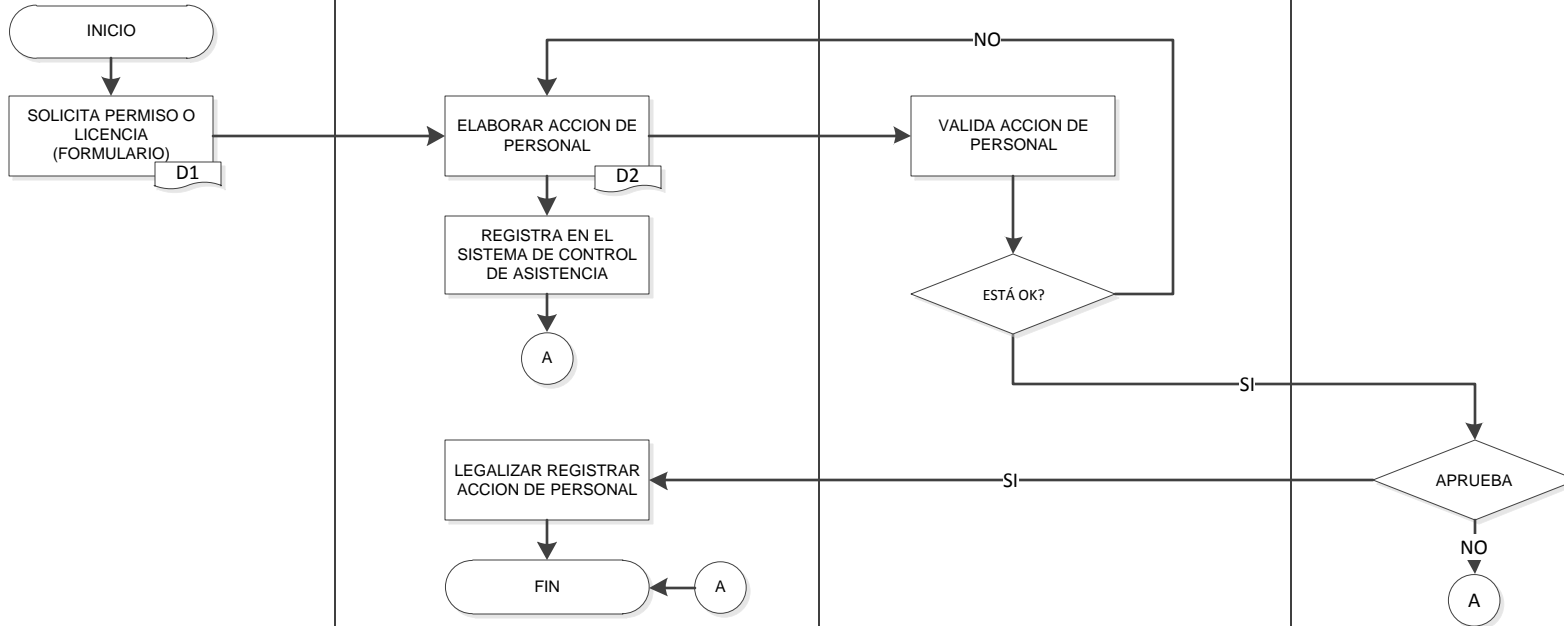 INICIO
SOLICITA PERMISO O
LICENCIA
(FORMULARIO)
D1
ELABORAR ACCION DE
PERSONAL
D2
REGISTRA EN EL
SISTEMA DE CONTROL
DE ASISTENCIA
A
NO
VALIDA ACCION DE
PERSONAL
ESTÁ OK?
SI
APRUEBA
NO
A
SI
LEGALIZAR REGISTRAR
ACCION DE PERSONAL
FIN
A